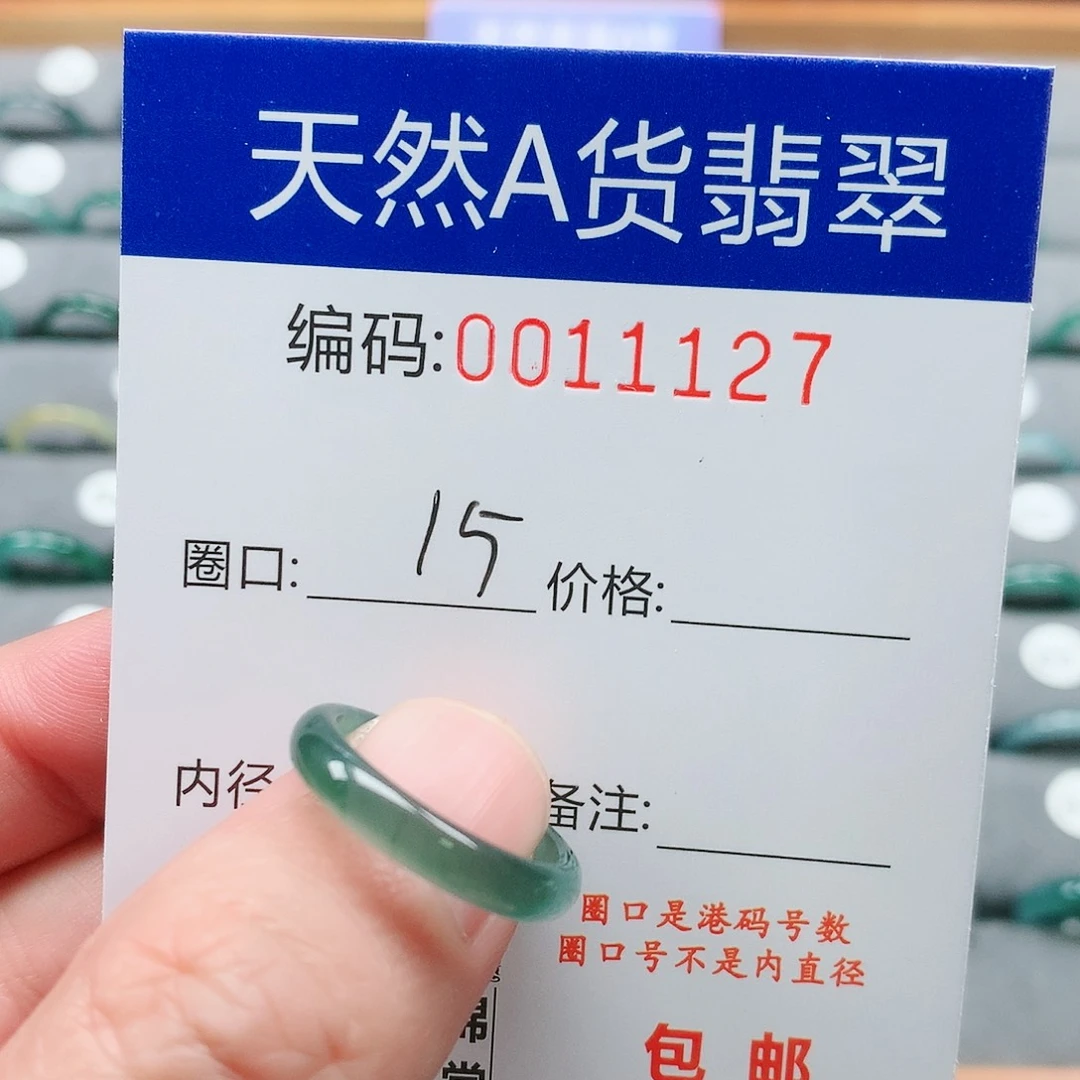 天然A货翡翠
编码:0011127
圈口: 15 价格:
内径 备注:
圈口是港码号数
圈口号不是内直径
包邮